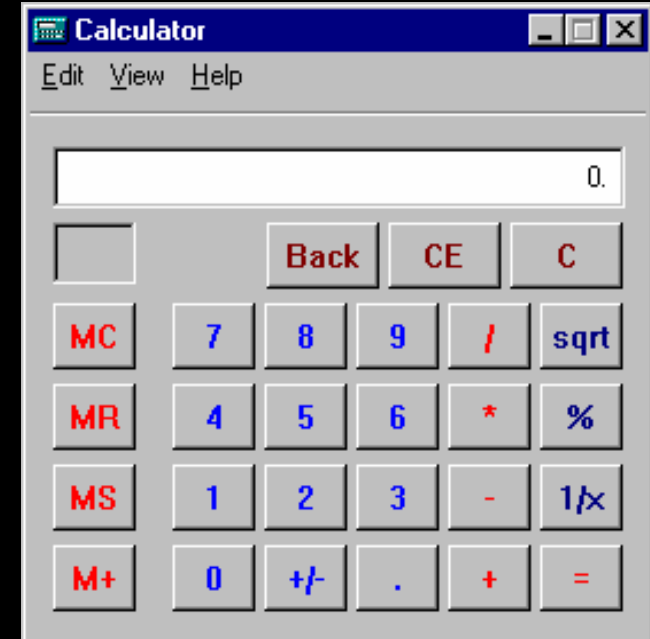 Calculator
Edit View Help
0.
Back CE C
MC 7 8 9 / sqrt
MR 4 5 6 * %
MS 1 2 3 - 1/x
M+ 0 +/- . + =